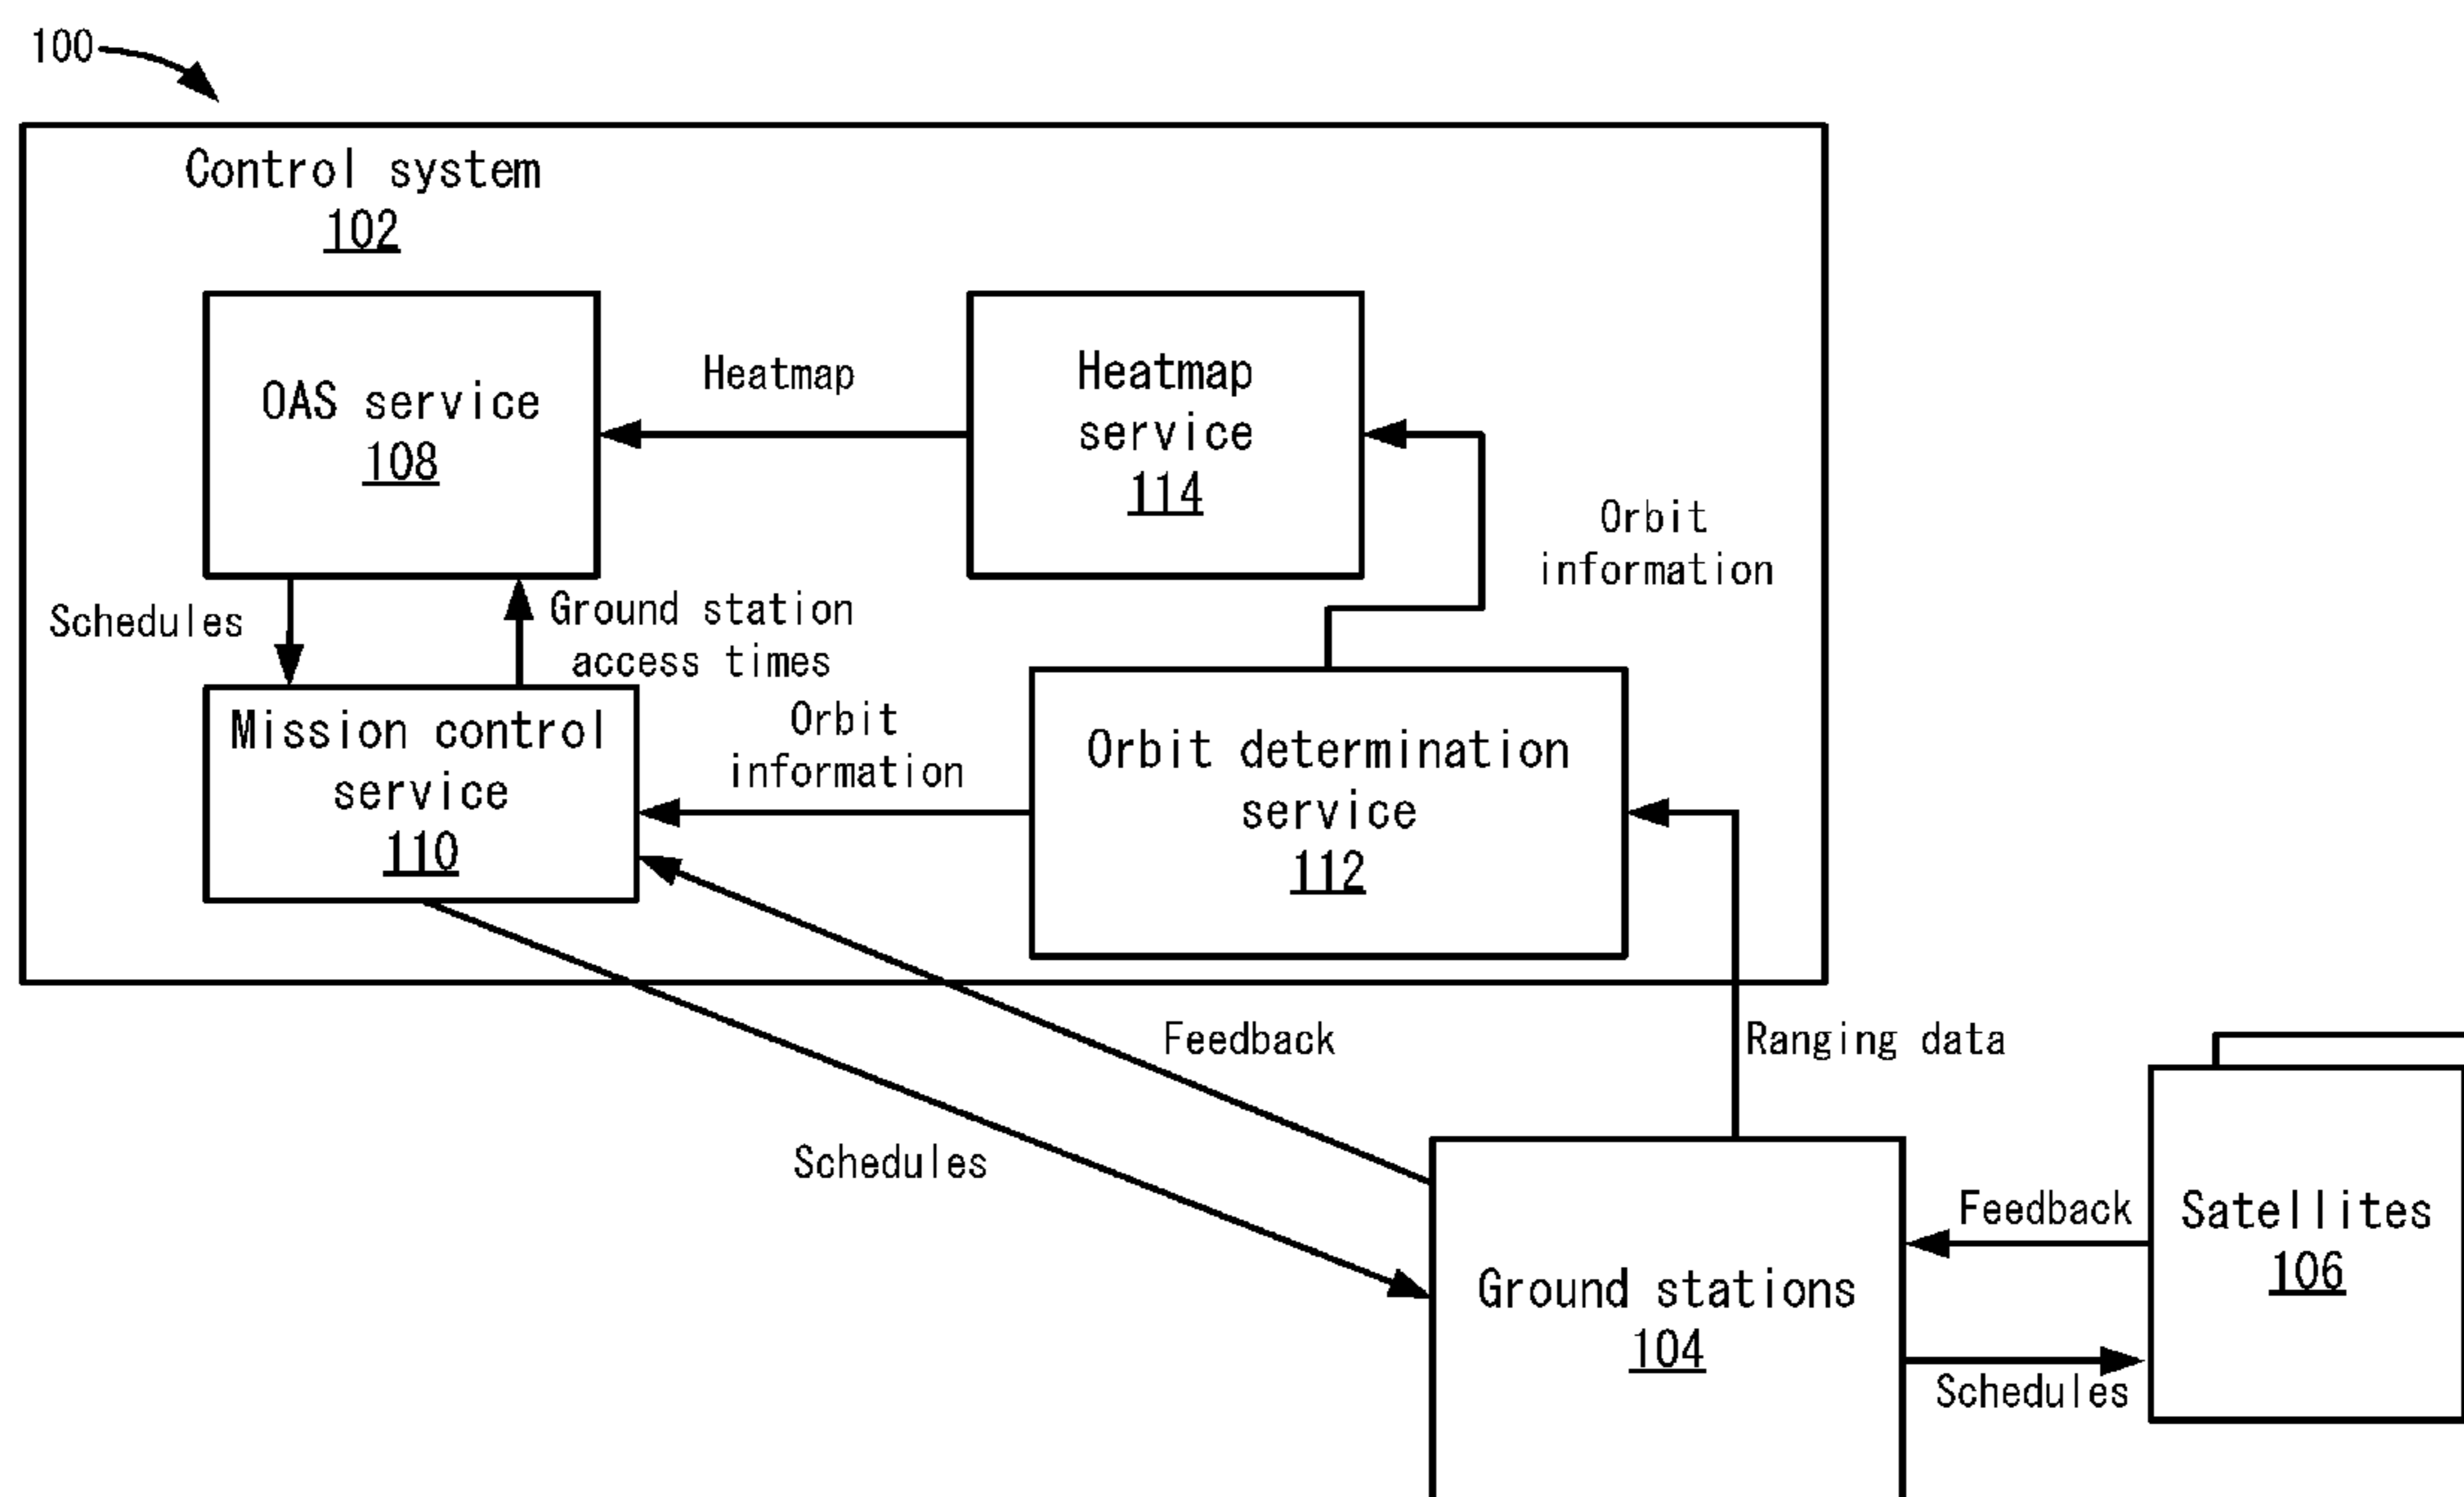 100
Control system
102
OAS service
108
Heatmap
Heatmap
service
114
Orbit
information
Schedules
Ground station
access times
Mission control
service
110
Orbit
information
Orbit determination
service
112
Feedback
Ranging data
Schedules
Ground stations
104
Feedback
Schedules
Satellites
106